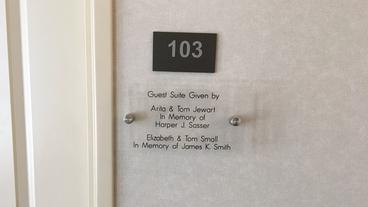 103
Guest Suite Given by
Arita & Tom Jewart
In Memory of
Harper J. Sasser
Elizabeth & Tom Small
In Memory of James K. Smith